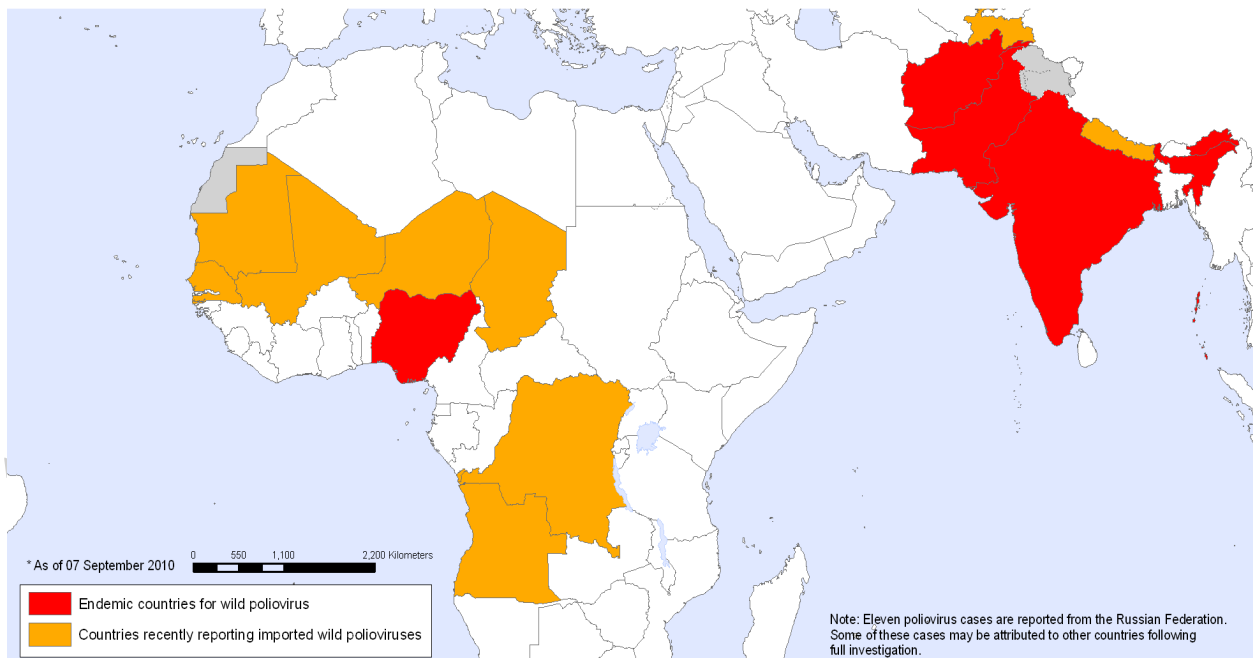 * As of 07 September 2010
0 550 1,100 2,200 Kilometers
Endemic countries for wild poliovirus
Countries recently reporting imported wild polioviruses
Note: Eleven poliovirus cases are reported from the Russian Federation.
Some of these cases may be attributed to other countries following
full investigation.